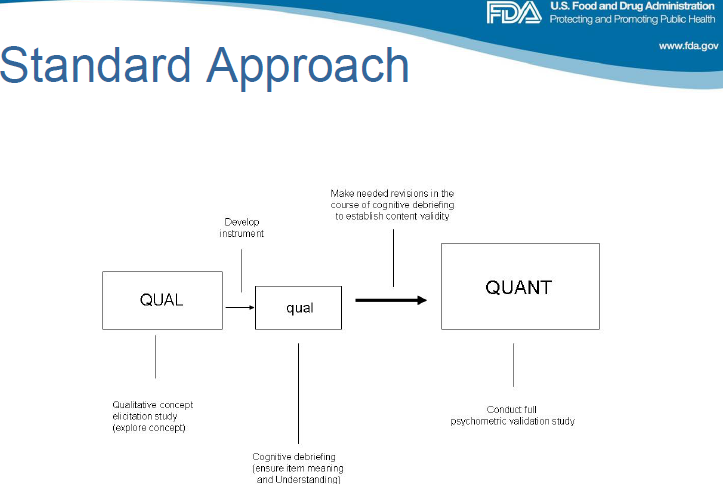 FDA U.S. Food and Drug Administration
Protecting and Promoting Public Health
www.fda.gov
Standard Approach
Make needed revisions in the
course of cognitive debriefing
to establish content validity
Develop
instrument
QUAL
qual
QUANT
Qualitative concept
elicitation study
(explore concept)
Conduct full
psychometric validation study
Cognitive debriefing
(ensure item meaning
and Understanding)